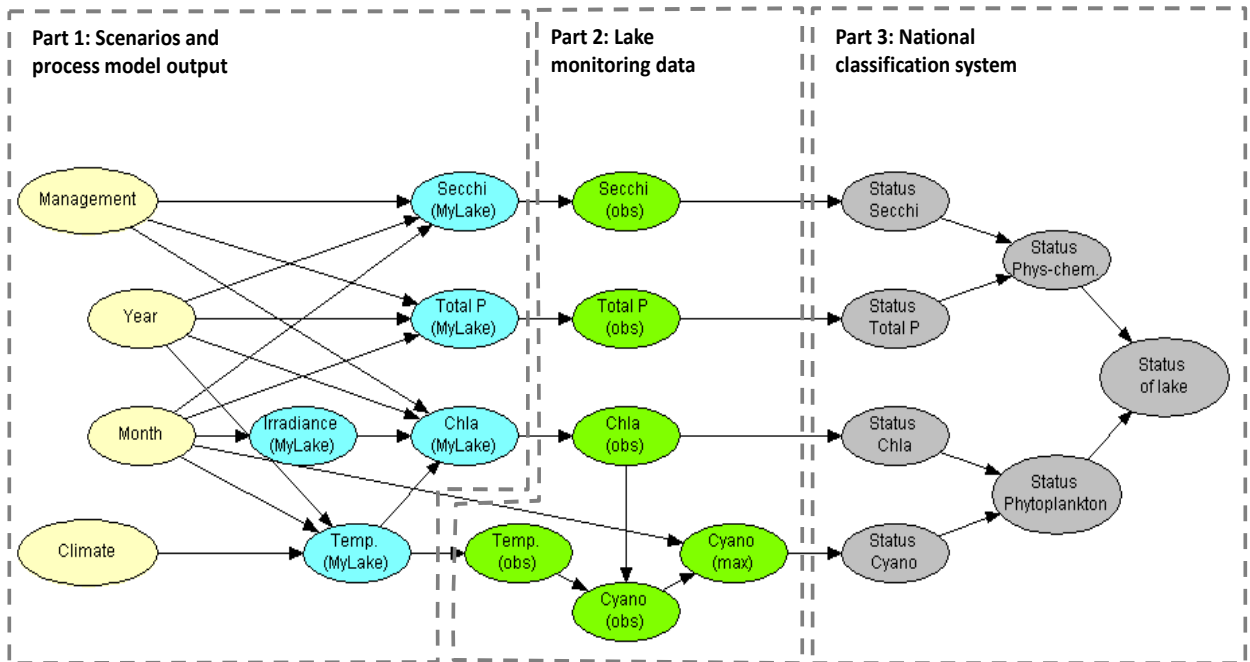 Part 1: Scenarios and
process model output
Part 2: Lake
monitoring data
Part 3: National
classification system
Management
Year
Month
Climate
Irradiance
(MyLake)
Secchi
(MyLake)
Total P
(MyLake)
Chla
(MyLake)
Temp.
(MyLake)
Secchi
(obs)
Total P
(obs)
Chla
(obs)
Temp.
(obs)
Cyano
(obs)
Cyano
(max)
Status
Secchi
Status
Total P
Status
Chla
Status
Cyano
Status
Phys-chem.
Status
Phytoplankton
Status
of lake